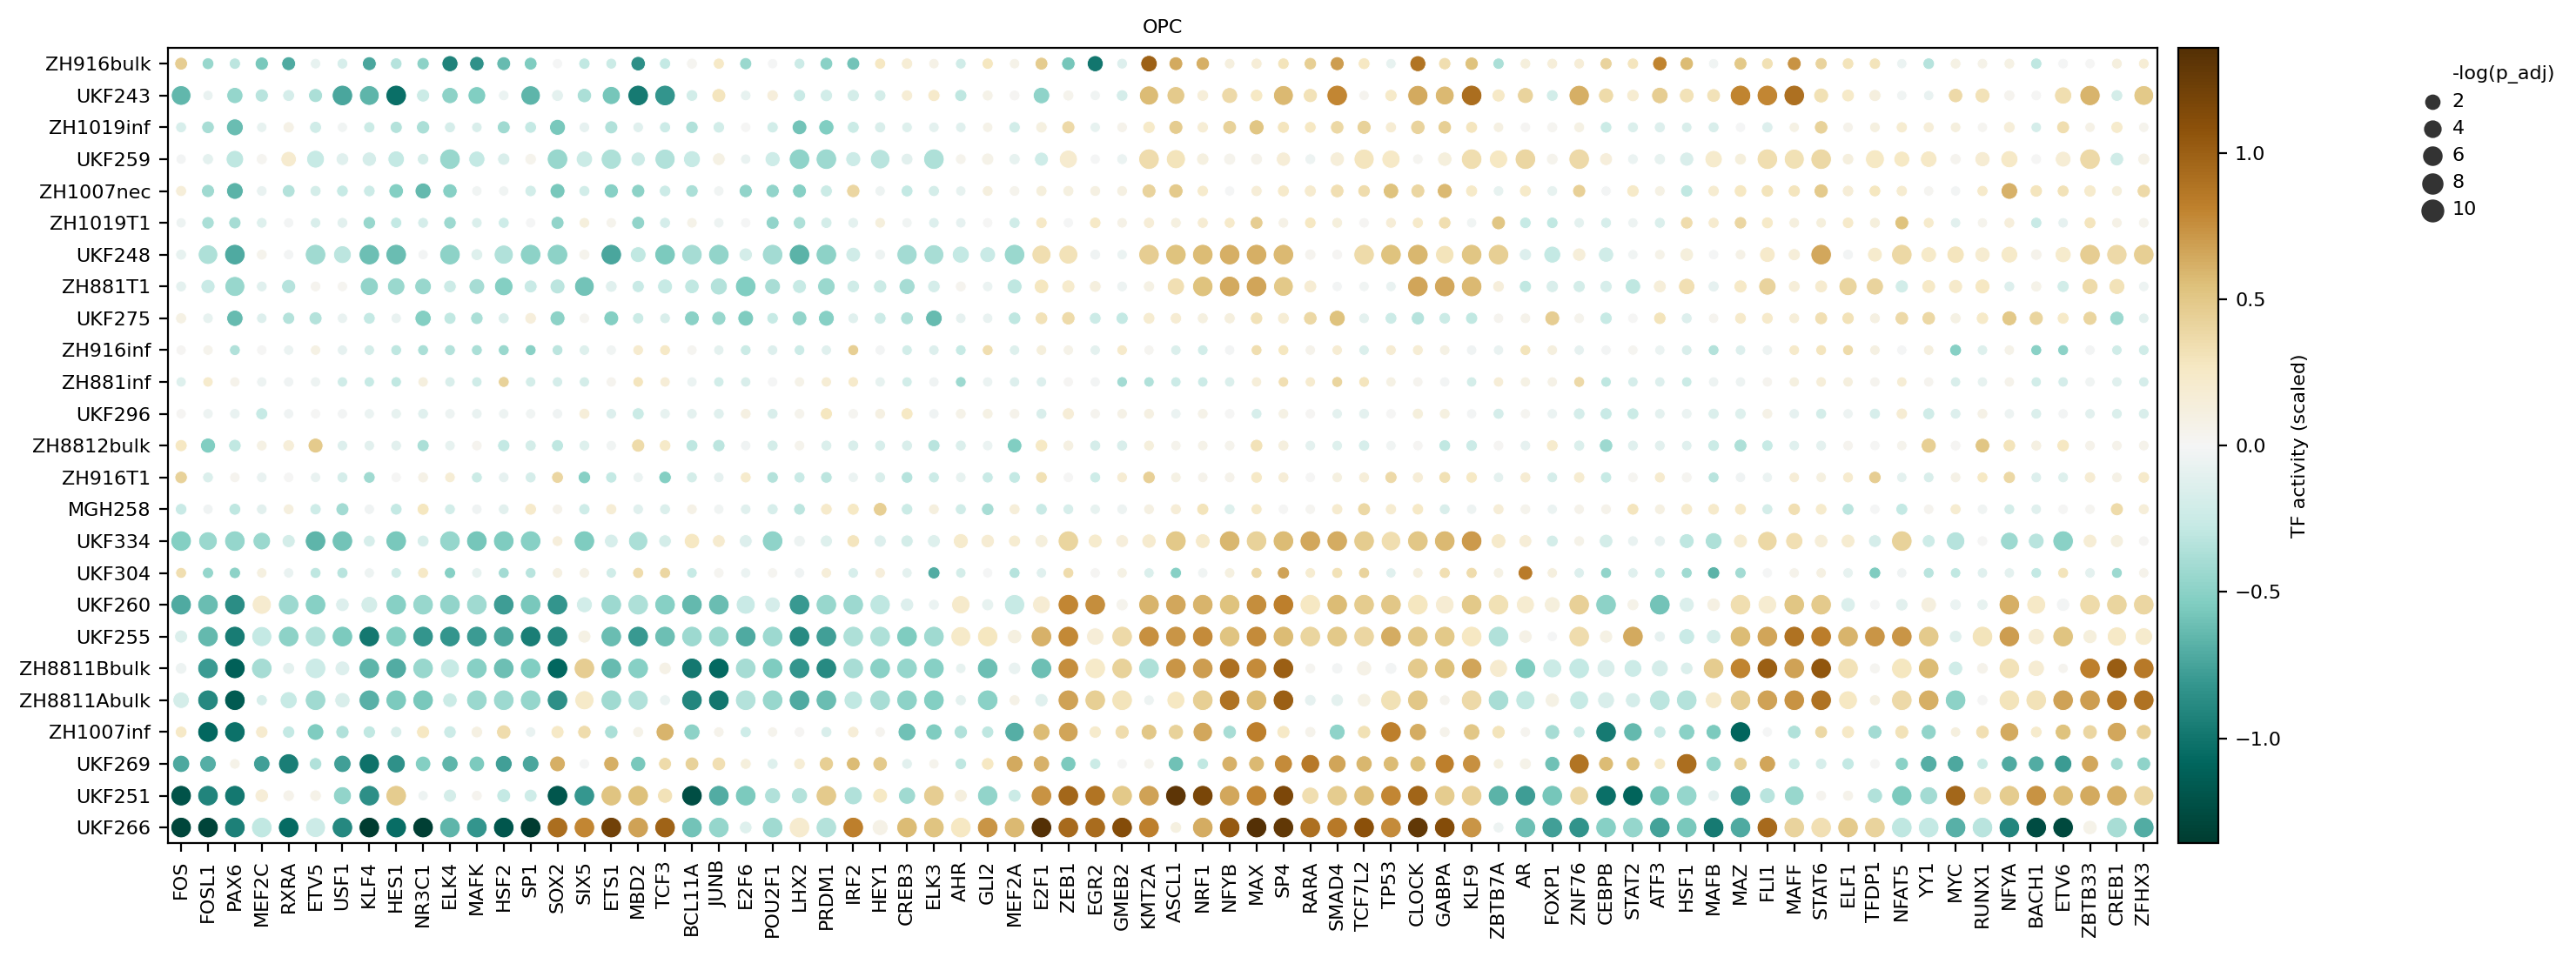 OPC
ZH916bulk
UKF243
ZH1019inf
UKF259
ZH1007nec
ZH1019T1
UKF248
ZH881T1
UKF275
ZH916inf
ZH881inf
UKF296
ZH8812bulk
ZH916T1
MGH258
UKF334
UKF304
UKF260
UKF255
ZH8811Bbulk
ZH8811Abulk
ZH1007inf
UKF269
UKF251
UKF266
FOS
FOSL1
PAX6
MEF2C
RXRA
ETV5
USF1
KLF4
HES1
NR3C1
ELK4
MAFK
HSF2
SP1
SOX2
SIX5
ETS1
MBD2
TCF3
BCL11A
JUNB
E2F6
POU2F1
LHX2
PRDM1
IRF2
HEY1
CREB3
ELK3
AHR
GLI2
MEF2A
E2F1
ZEB1
EGR2
GMEB2
KMT2A
ASCL1
NRF1
NFYB
MAX
SP4
RARA
SMAD4
TCF7L2
TP53
CLOCK
GABPA
KLF9
ZBTB7A
AR
FOXP1
ZNF76
CEBPB
STAT2
ATF3
HSF1
MAFB
MAZ
FLI1
MAFF
STAT6
ELF1
TFDP1
NFAT5
YY1
MYC
RUNX1
NFYA
BACH1
ETV6
ZBTB33
CREB1
ZFHX3
1.0
0.5
0.0
−0.5
−1.0
TF activity (scaled)
-log(p_adj)
2
4
6
8
10